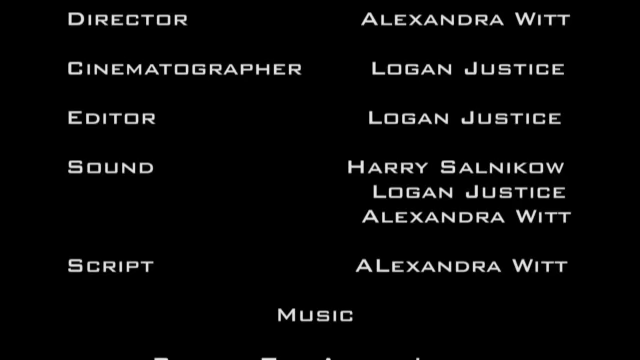 Director Alexandra Witt
Cinematographer Logan Justice
Editor Logan Justice
Sound Harry Salnikow
Logan Justice
Alexandra Witt
Script ALexandra Witt
Music